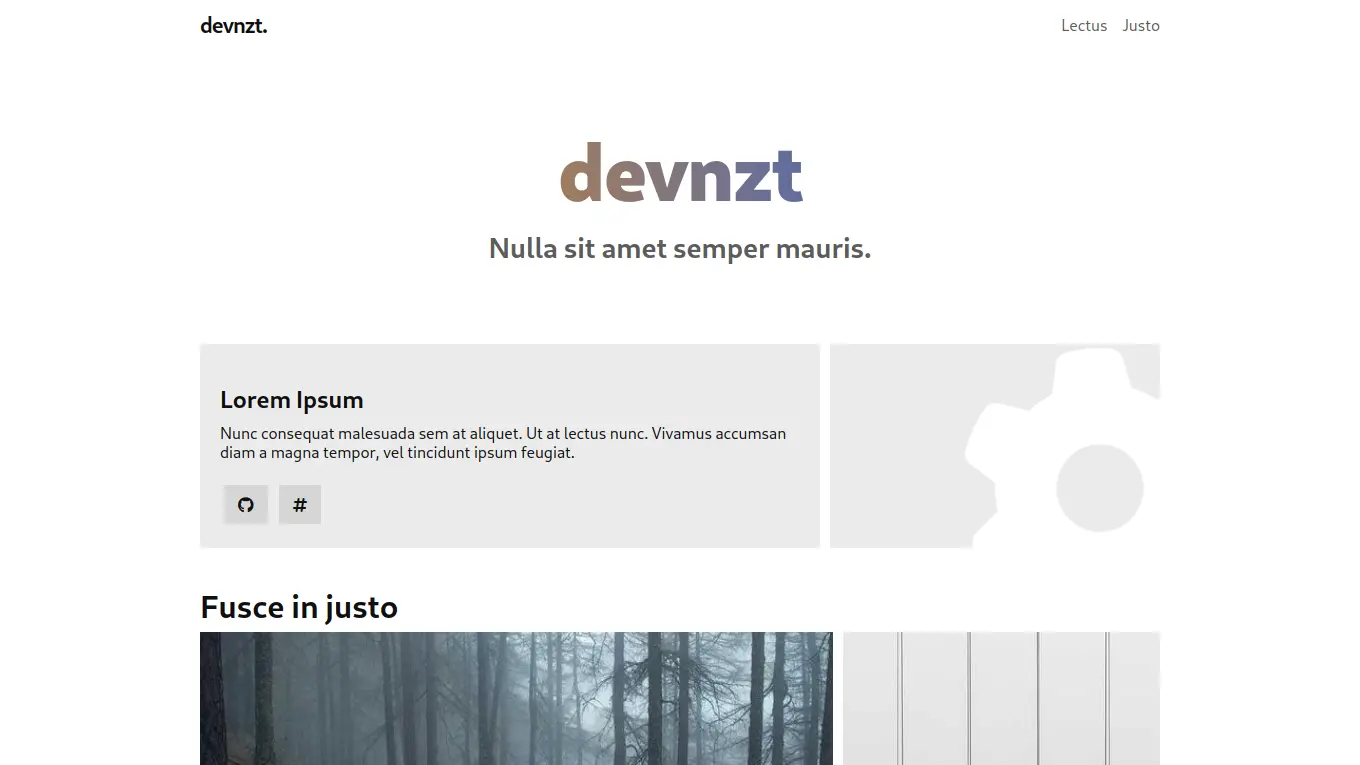 devnzt.
Lectus Justo
devnzt
Nulla sit amet semper mauris.
Lorem Ipsum
Nunc consequat malesuada sem at aliquet. Ut at lectus nunc. Vivamus accumsan
diam a magna tempor, vel tincidunt ipsum feugiat.
#
Fusce in justo